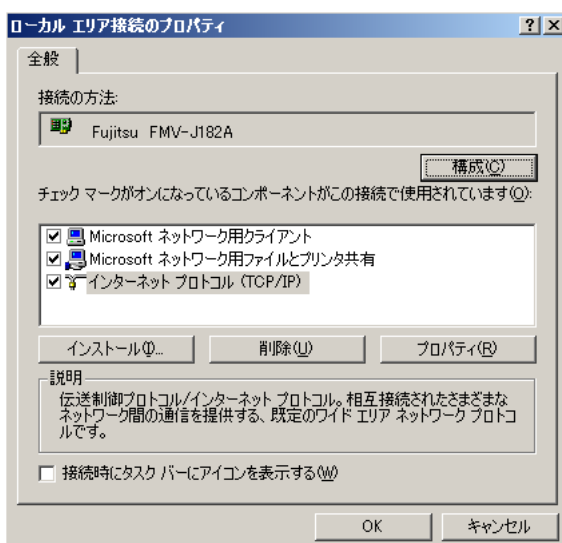 ローカル エリア接続のプロパティ
全般
接続の方法:
Fujitsu FMV-J182A
構成(C)
チェック マークがオンになっているコンポーネントがこの接続で使用されています(O):
Microsoft ネットワーク用クライアント
Microsoft ネットワーク用ファイルとプリンタ共有
インターネット プロトコル (TCP/IP)
インストール(I)...
削除(U)
プロパティ(R)
説明
伝送制御プロトコル/インターネット プロトコル。相互接続されたさまざまな
ネットワーク間の通信を提供する、既定のワイド エリア ネットワーク プロトコ
ルです。
接続時にタスク バーにアイコンを表示する(W)
OK
キャンセル